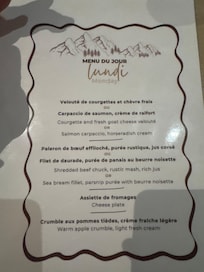 MENU DU JOUR
lundi
Monday
Velouté de courgettes et chèvre frais
OR
Carpaccio de saumon, crème de raifort
Courgette and fresh goat cheese velouté
OR
Salmon carpaccio, horseradish cream
Paleron de bœuf effiloché, purée rustique, jus corsé
OR
Filet de daurade, purée de panais au beurre noisette
Shredded beef chuck, rustic mash, rich jus
OR
Sea bream fillet, parsnip purée with beurre noisette
Assiette de fromages
Cheese plate
Crumble aux pommes tièdes, crème fraîche légère
Warm apple crumble, light fresh cream